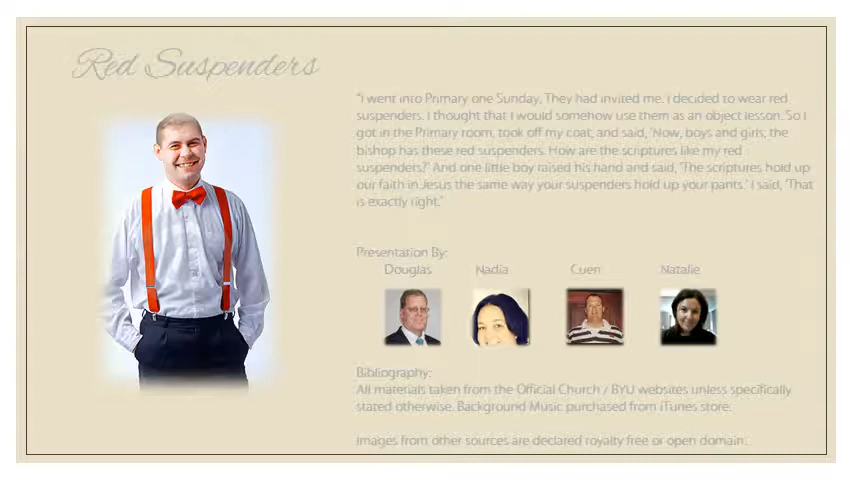 Red Suspenders
"I went into Primary one Sunday. They had invited me. I decided to wear red
suspenders. I thought that I would somehow use them as an object lesson. So I
got in the Primary room, took off my coat, and said, 'Now, boys and girls, the
bishop has these red suspenders. How are the scriptures like my red
suspenders?' And one little boy raised his hand and said, 'The scriptures hold up
our faith in Jesus the same way your suspenders hold up your pants.' I said, 'That
is exactly right.'
Presentation By:
Douglas Nadia Cuen Natalie
Bibliography:
All materials taken from the Official Church / BYU websites unless specifically
stated otherwise. Background Music purchased from iTunes store.
Images from other sources are declared royalty free or open domain.